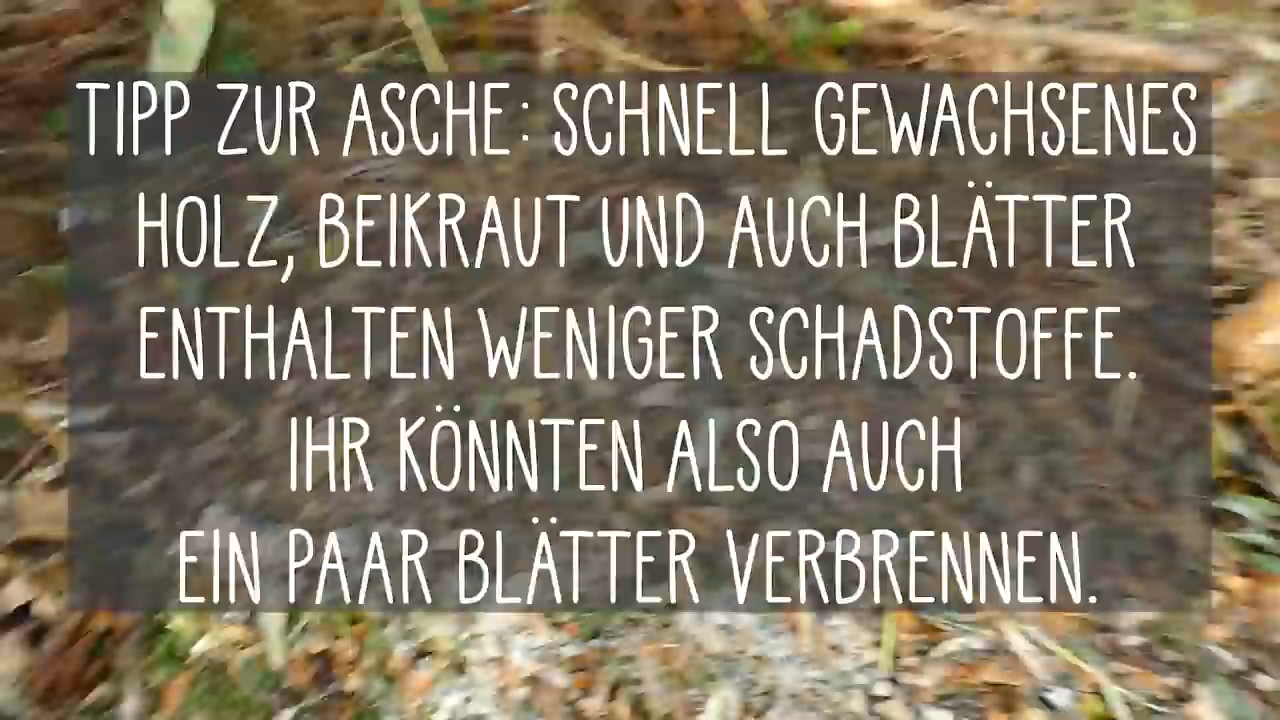 TIPP ZUR ASCHE: SCHNELL GEWACHSENES
HOLZ, BEIKRAUT UND AUCH BLÄTTER
ENTHALTEN WENIGER SCHADSTOFFE.
IHR KÖNNTEN ALSO AUCH
EIN PAAR BLÄTTER VERBRENNEN.